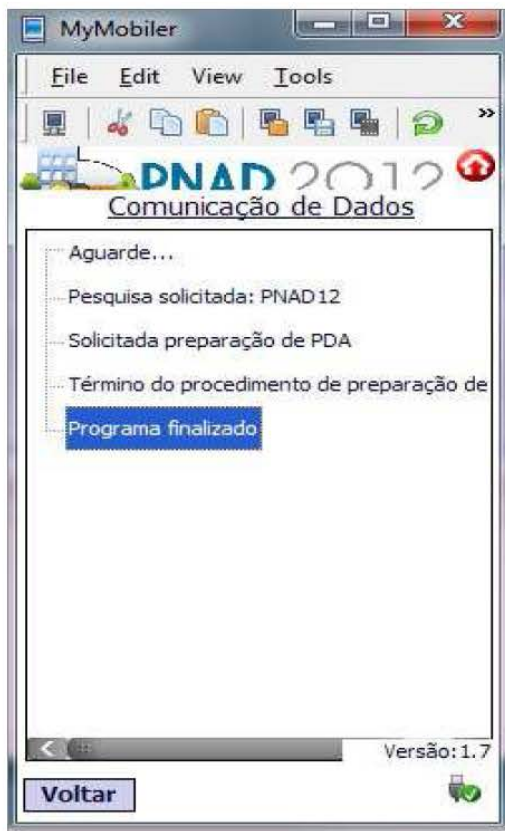 MyMobiler
File Edit View Tools
»
PNAD 2012
Comunicação de Dados
Aguarde...
Pesquisa solicitada: PNAD12
Solicitada preparação de PDA
Término do procedimento de preparação de
Programa finalizado
Versão:1.7
Voltar